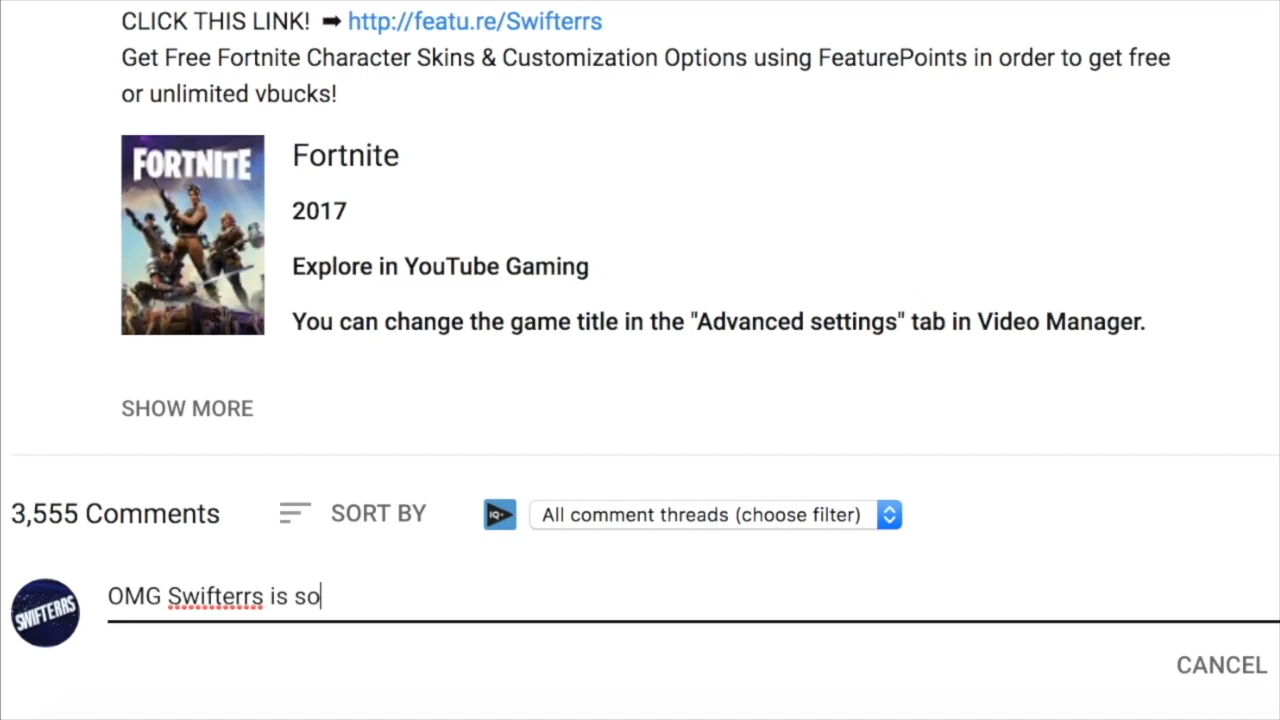 CLICK THIS LINK! ➡ http://featu.re/Swifterrs
Get Free Fortnite Character Skins & Customization Options using FeaturePoints in order to get free
or unlimited vbucks!
FORTNITE
Fortnite
2017
Explore in YouTube Gaming
You can change the game title in the "Advanced settings" tab in Video Manager.
SHOW MORE
3,555 Comments
SORT BY
IQ+
All comment threads (choose filter)
SWIFTERRS
OMG Swifterrs is so
CANCEL